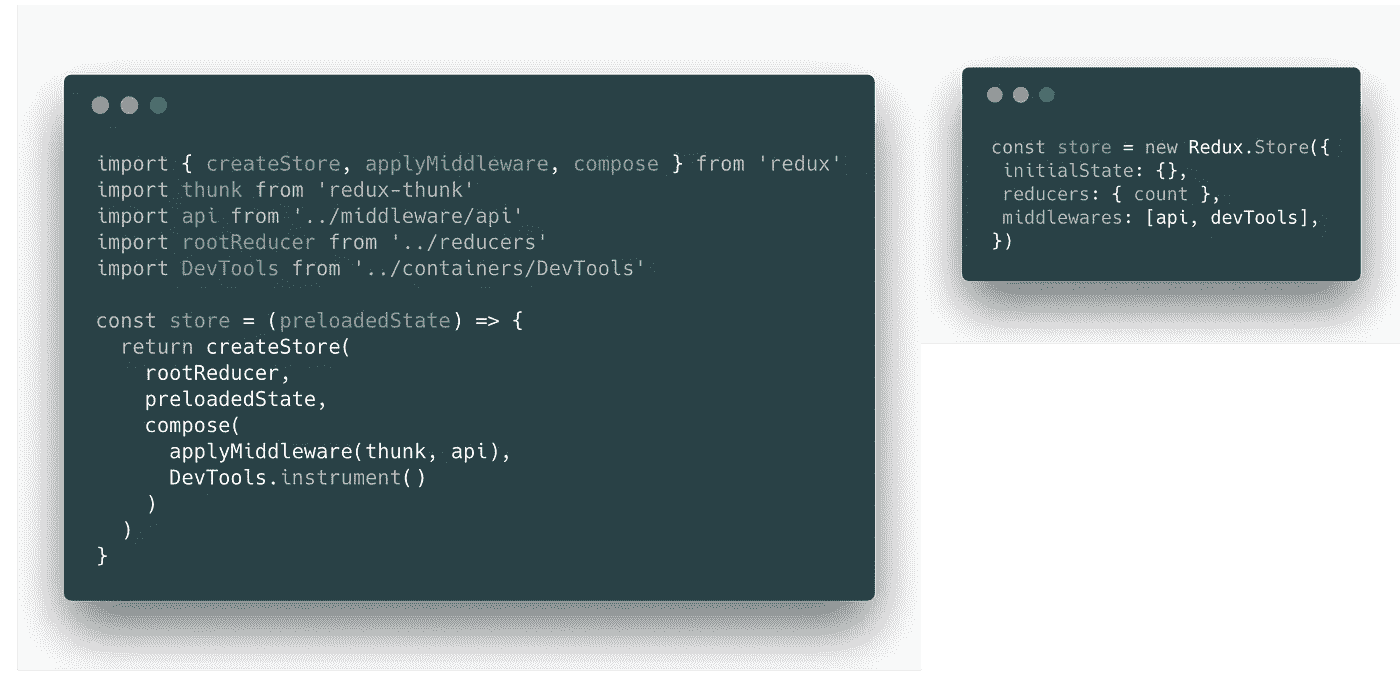 import { createStore, applyMiddleware, compose } from 'redux'
import thunk from 'redux-thunk'
import api from '../middleware/api'
import rootReducer from '../reducers'
import DevTools from '../containers/DevTools'

const store = (preloadedState) => {
  return createStore(
    rootReducer,
    preloadedState,
    compose(
      applyMiddleware(thunk, api),
      DevTools.instrument()
    )
  )
}
const store = new Redux.Store({
 initialState: {},
 reducers: { count },
 middlewares: [api, devTools],
})